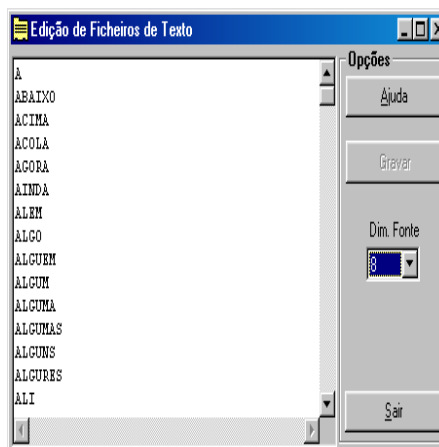 Edição de Ficheiros de Texto
A
ABAIXO
ACIMA
ACOLA
AGORA
AINDA
ALEM
ALGO
ALGUEM
ALGUM
ALGUMA
ALGUMAS
ALGUNS
ALGURES
ALI
Opções
Ajuda
Gravar
Dim. Fonte
8
Sair